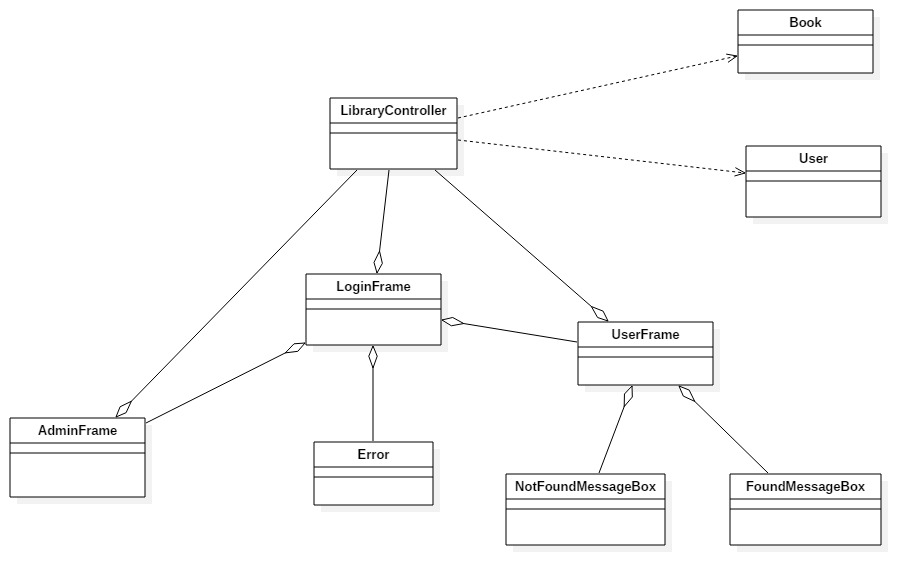 Book
LibraryController
User
LoginFrame
UserFrame
AdminFrame
Error
NotFoundMessageBox
FoundMessageBox